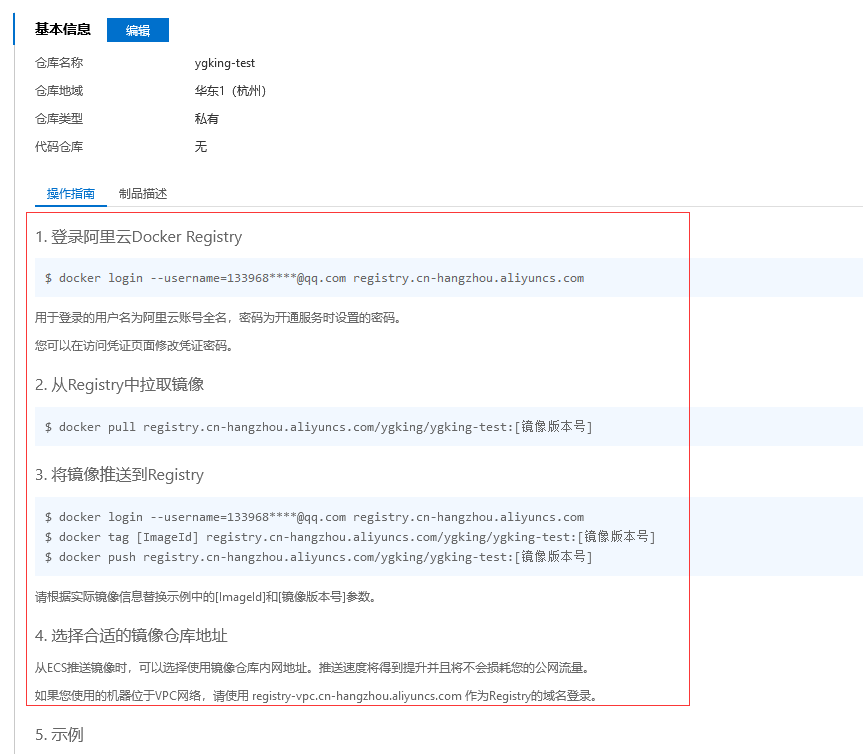 基本信息 编辑
仓库名称 ygking-test
仓库地域 华东1（杭州）
仓库类型 私有
代码仓库 无
操作指南 制品描述
1. 登录阿里云Docker Registry
$ docker login --username=133968****@qq.com registry.cn-hangzhou.aliyuncs.com
用于登录的用户名为阿里云账号全名，密码为开通服务时设置的密码。
您可以在访问凭证页面修改凭证密码。
2. 从Registry中拉取镜像
$ docker pull registry.cn-hangzhou.aliyuncs.com/ygking/ygking-test:[镜像版本号]
3. 将镜像推送到Registry
$ docker login --username=133968****@qq.com registry.cn-hangzhou.aliyuncs.com
$ docker tag [ImageId] registry.cn-hangzhou.aliyuncs.com/ygking/ygking-test:[镜像版本号]
$ docker push registry.cn-hangzhou.aliyuncs.com/ygking/ygking-test:[镜像版本号]
请根据实际镜像信息替换示例中的[ImageId]和[镜像版本号]参数。
4. 选择合适的镜像仓库地址
从ECS推送镜像时，可以选择使用镜像仓库内网地址。推送速度将得到提升并且将不会损耗您的公网流量。
如果您使用的机器位于VPC网络，请使用 registry-vpc.cn-hangzhou.aliyuncs.com 作为Registry的域名登录。
5. 示例